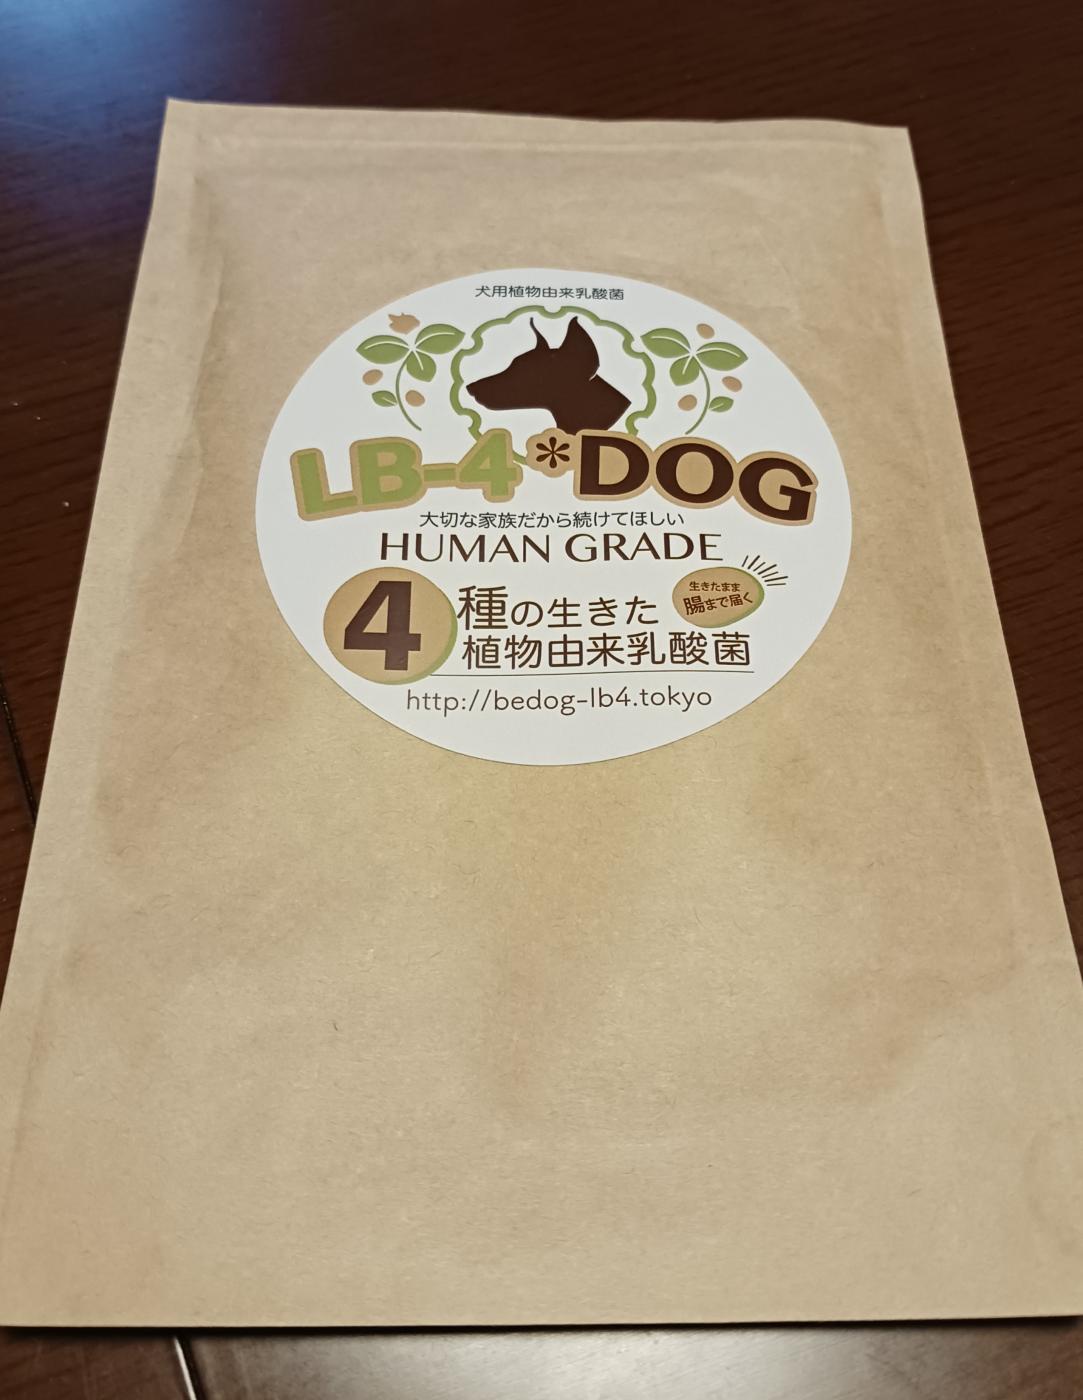 犬用植物由来乳酸菌
LB-4*DOG
大切な家族だから続けてほしい
HUMAN GRADE
4種の生きた
植物由来乳酸菌
生きたまま
腸まで届く
http://bedog-lb4.tokyo